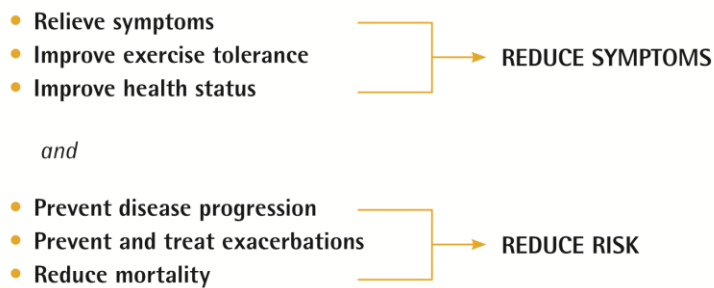 • Relieve symptoms
• Improve exercise tolerance
• Improve health status
REDUCE SYMPTOMS
and
• Prevent disease progression
• Prevent and treat exacerbations
• Reduce mortality
REDUCE RISK